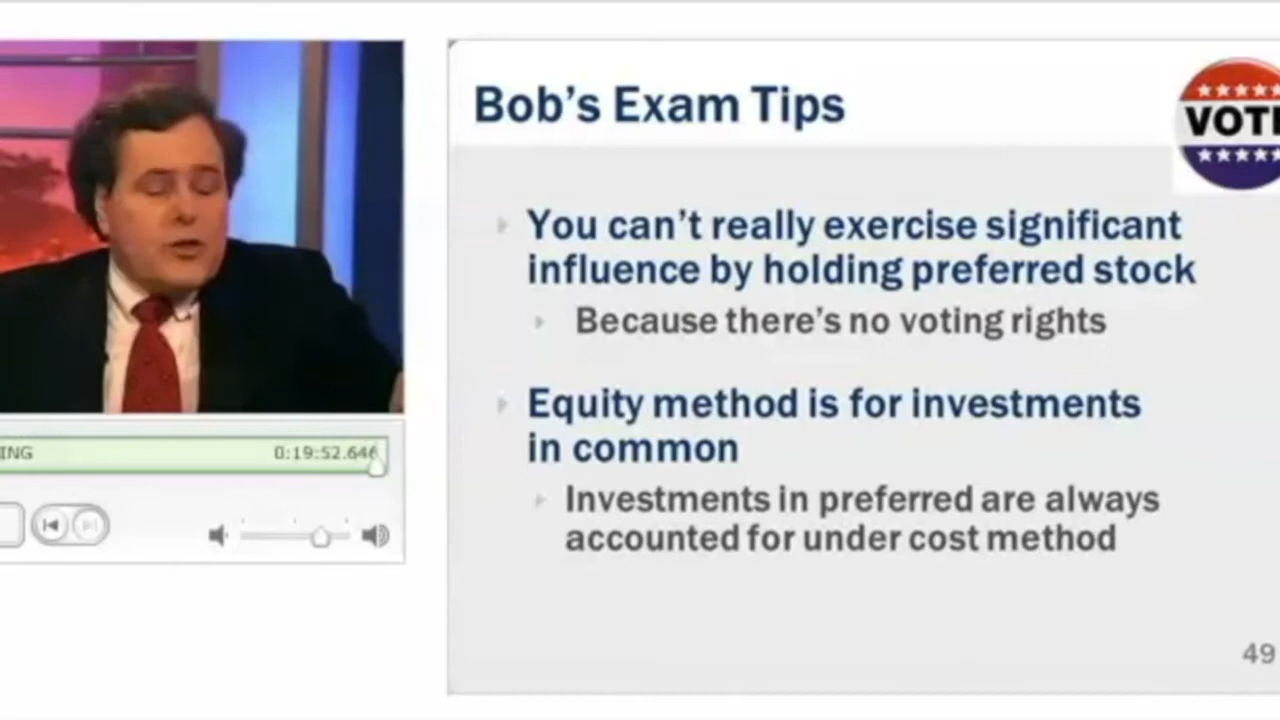 Bob's Exam Tips
VOT
You can't really exercise significant
influence by holding preferred stock
Because there's no voting rights
Equity method is for investments
in common
Investments in preferred are always
accounted for under cost method
49
ING
0:19:52.646